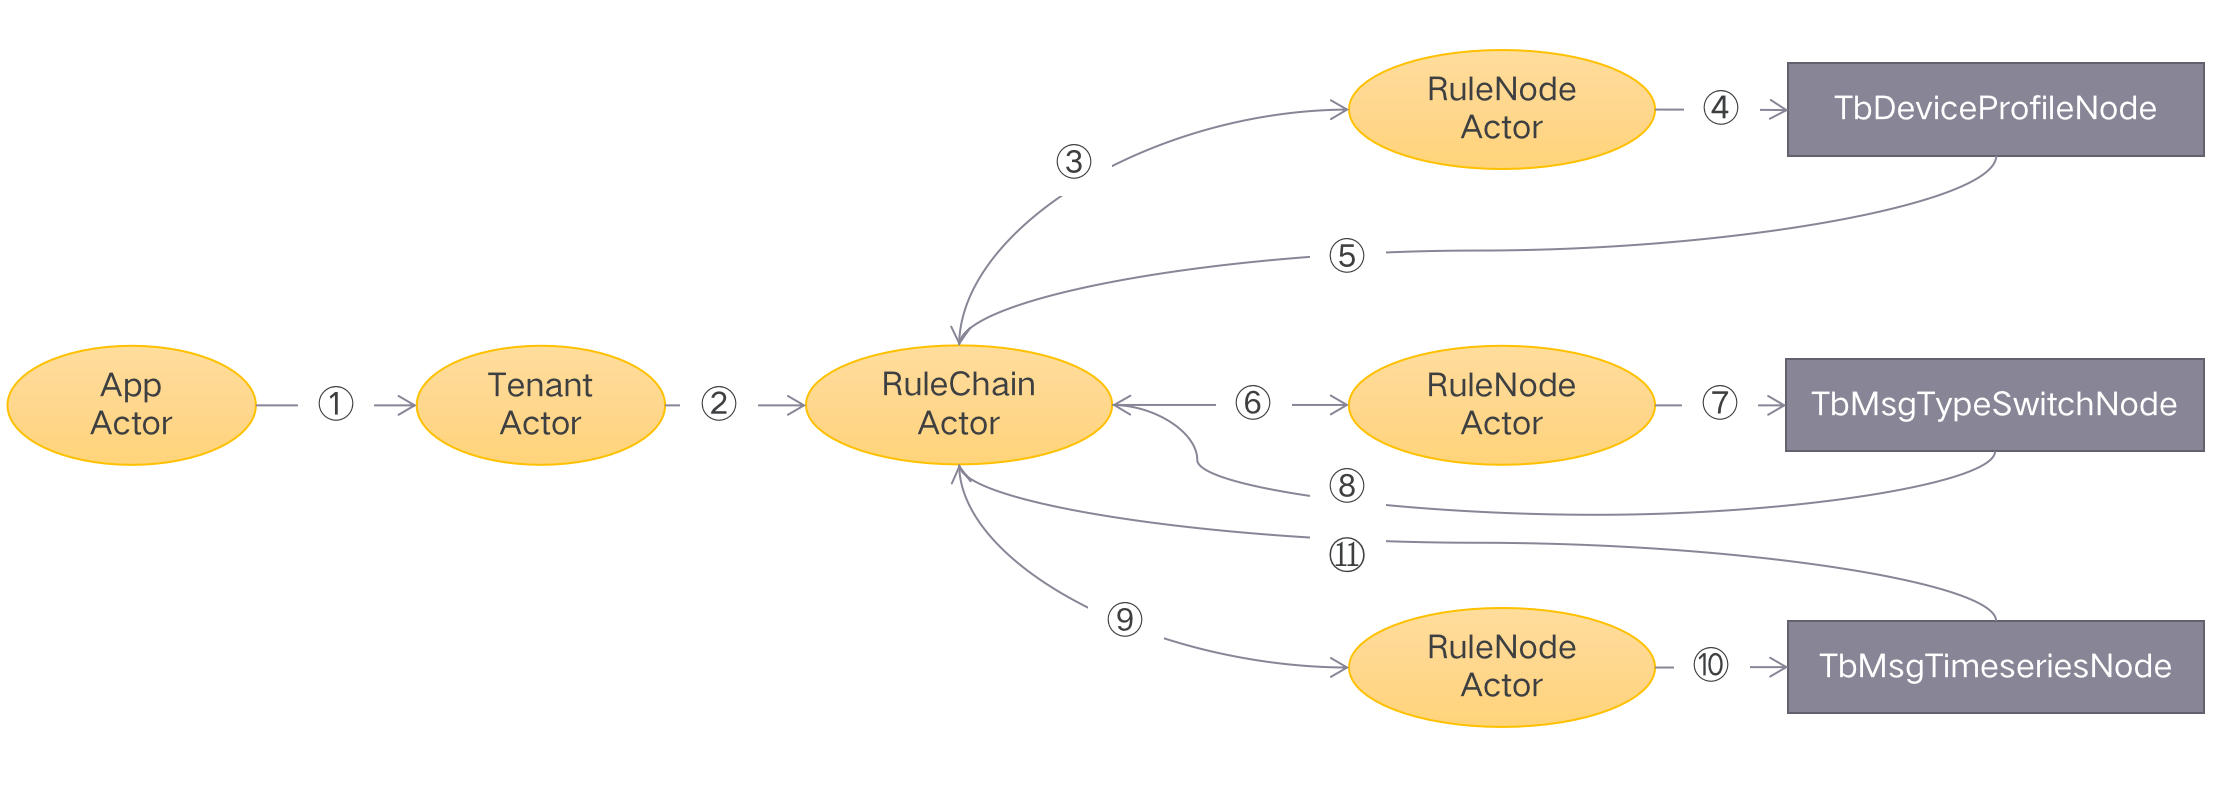 App
Actor
①
Tenant
Actor
②
RuleChain
Actor
③
RuleNode
Actor
④
TbDeviceProfileNode
⑤
⑥
RuleNode
Actor
⑦
TbMsgTypeSwitchNode
⑧
⑨
RuleNode
Actor
⑩
TbMsgTimeseriesNode
⑪